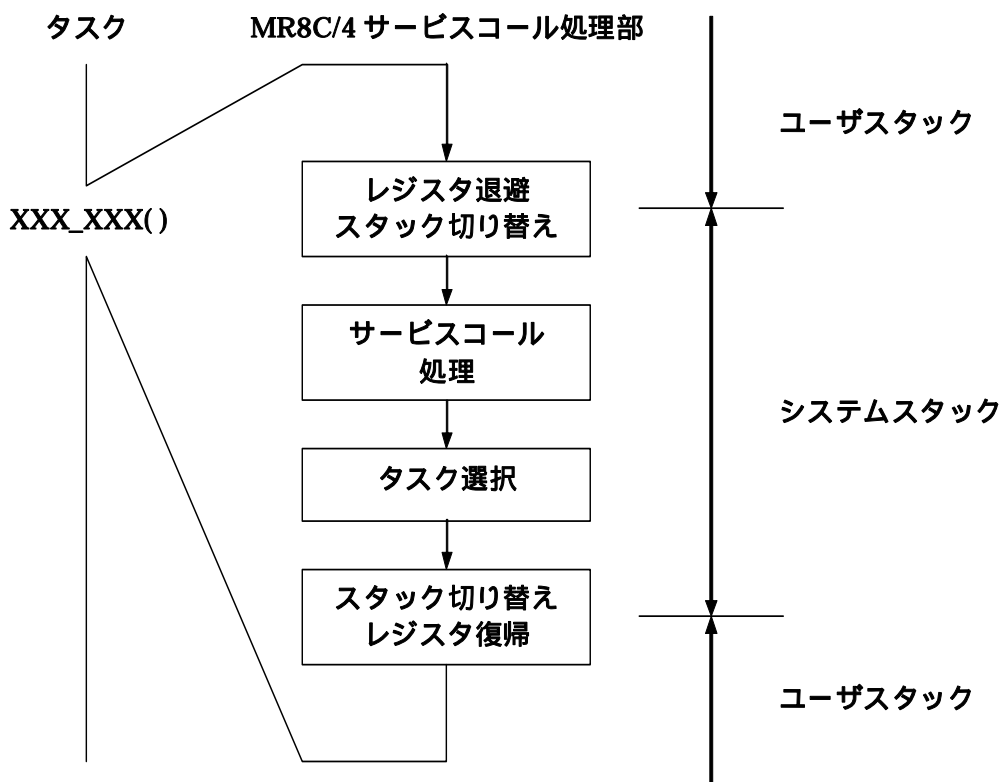 タスク
MR8C/4 サービスコール処理部
ユーザスタック
レジスタ退避
スタック切り替え
XXX_XXX( )
サービスコール
処理
システムスタック
タスク選択
スタック切り替え
レジスタ復帰
ユーザスタック